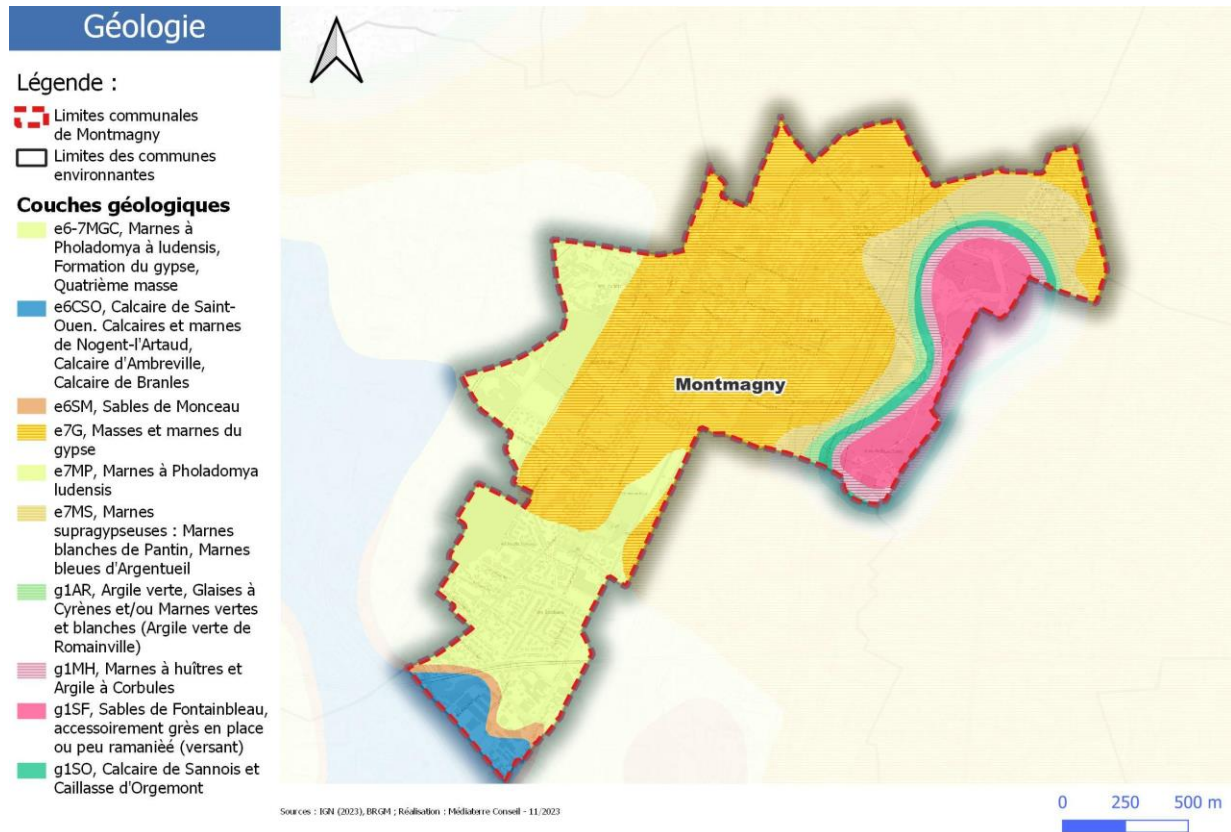 Géologie
Légende :
Limites communales
de Montmagny
Limites des communes
environnantes
Couches géologiques
e6-7MGC, Marnes à
Pholadomya à ludensis,
Formation du gypse,
Quatrième masse
e6CSO, Calcaire de Saint-
Ouen. Calcaires et marnes
de Nogent-l'Artaud,
Calcaire d'Ambreville,
Calcaire de Branles
e6SM, Sables de Monceau
e7G, Masses et marnes du
gypse
e7MP, Marnes à Pholadomya
ludensis
e7MS, Marnes
supragypseuses : Marnes
blanches de Pantin, Marnes
bleues d'Argentueil
g1AR, Argile verte, Glaises à
Cyrènes et/ou Marnes vertes
et blanches (Argile verte de
Romainville)
g1MH, Marnes à huîtres et
Argile à Corbules
g1SF, Sables de Fontainbleau,
accessoirement grès en place
ou peu ramanièé (versant)
g1SO, Calcaire de Sannois et
Caillasse d'Orgemont
Montmagny
Sources : IGN (2023), BRGM ; Réalisation : Médiaterre Conseil - 11/2023
0 250 500 m